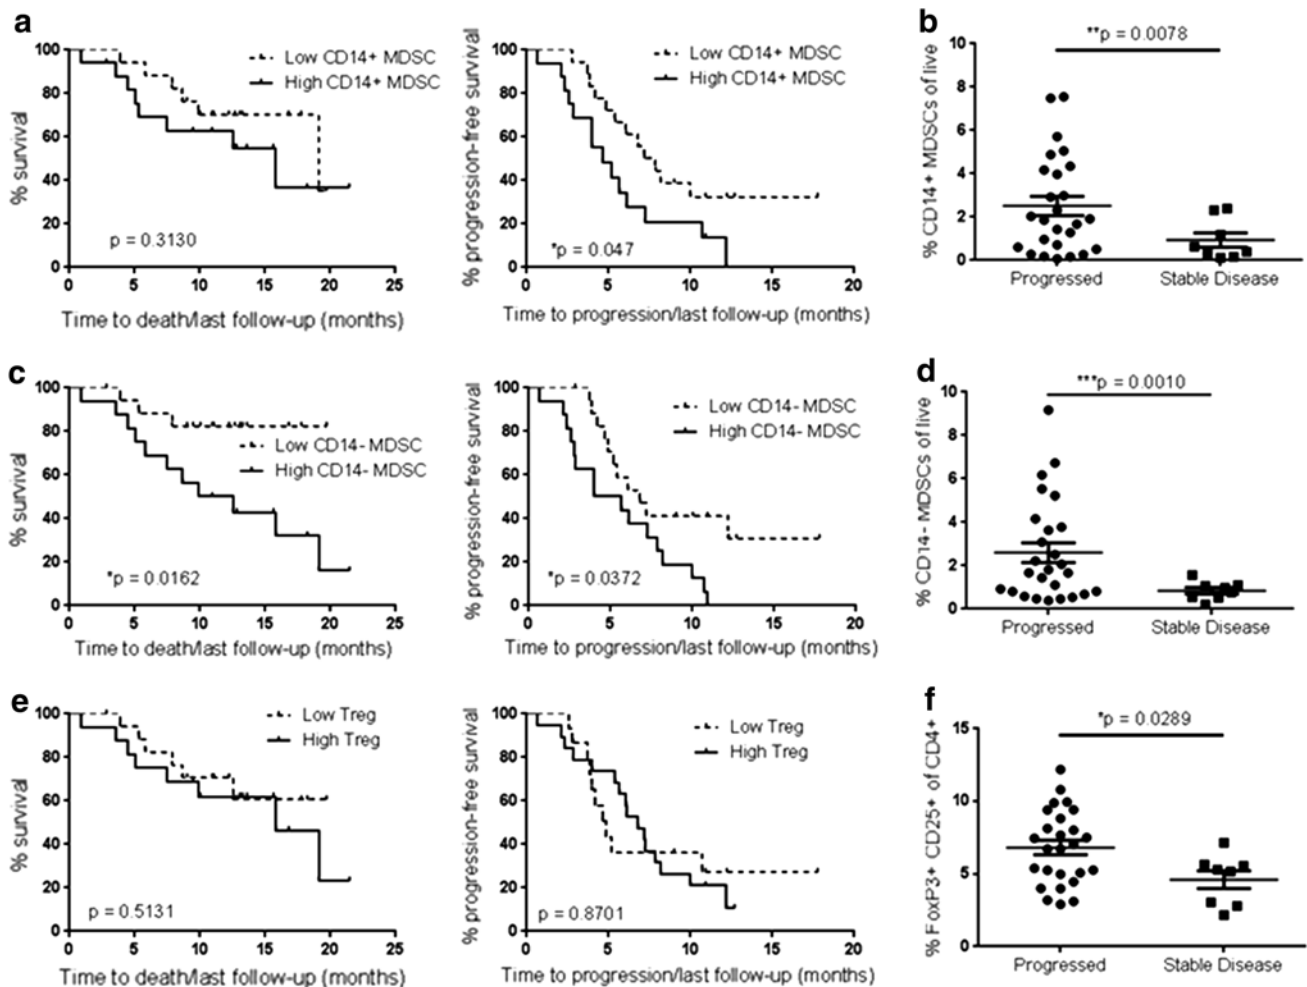 a
100
80
60
40
20
0
% survival
Low CD14+ MDSC
High CD14+ MDSC
p = 0.3130
0 5 10 15 20 25
Time to death/last follow-up (months)
100
80
60
40
20
0
% progression-free survival
Low CD14+ MDSC
High CD14+ MDSC
*p = 0.047
0 5 10 15 20
Time to progression/last follow-up (months)
b
10
8
6
4
2
0
% CD14+ MDSCs of live
**p = 0.0078
Progressed Stable Disease
c
100
80
60
40
20
0
% survival
Low CD14- MDSC
High CD14- MDSC
*p = 0.0162
0 5 10 15 20 25
Time to death/last follow-up (months)
100
80
60
40
20
0
% progression-free survival
Low CD14- MDSC
High CD14- MDSC
*p = 0.0372
0 5 10 15 20
Time to progression/last follow-up (months)
d
10
8
6
4
2
0
% CD14- MDSCs of live
***p = 0.0010
Progressed Stable Disease
e
100
80
60
40
20
0
% survival
Low Treg
High Treg
p = 0.5131
0 5 10 15 20 25
Time to death/last follow-up (months)
100
80
60
40
20
0
% progression-free survival
Low Treg
High Treg
p = 0.8701
0 5 10 15 20
Time to progression/last follow-up (months)
f
15
10
5
0
% FoxP3+ CD25+ of CD4+
*p = 0.0289
Progressed Stable Disease